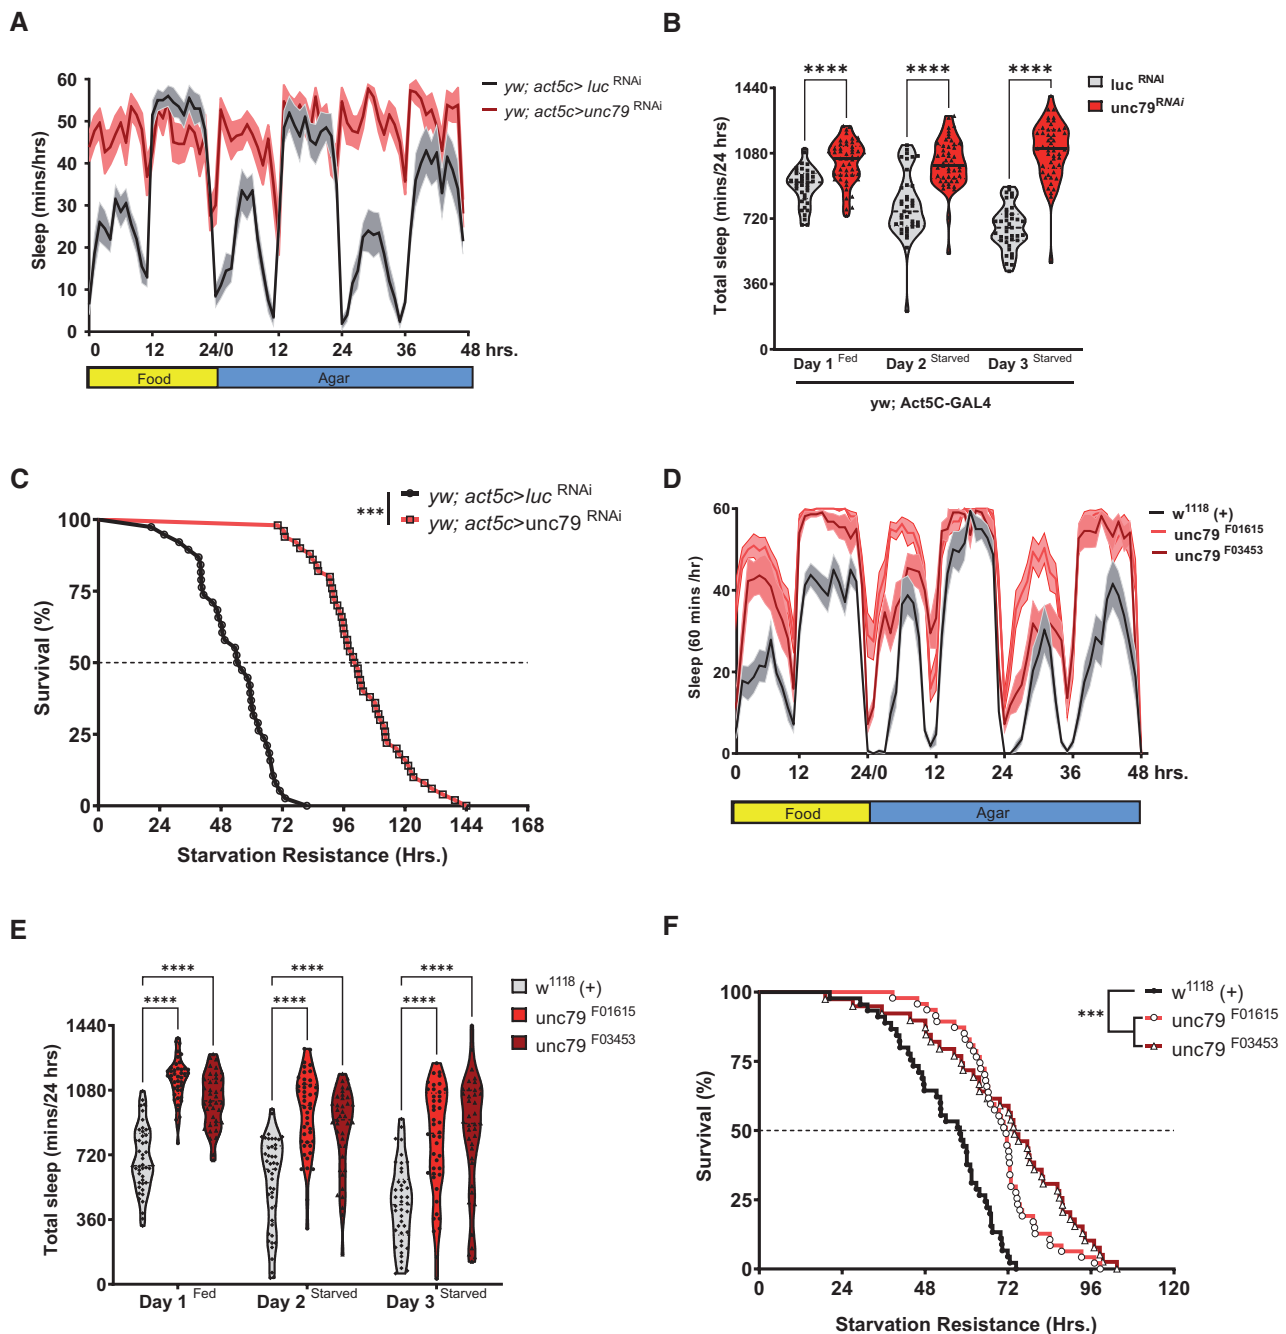 A
Sleep (mins/hrs)
60
50
40
30
20
10
0
0 12 24/0 12 24 36 48 hrs.
Food Agar
yw; act5c> luc RNAi
yw; act5c>unc79 RNAi
B
Total sleep (mins/24 hrs)
1440
1080
720
360
0
**** **** ****
luc RNAI
unc79RNAi
Day 1 Fed Day 2 Starved Day 3 Starved
yw; Act5C-GAL4
C
*** yw; act5c>luc RNAi
yw; act5c>unc79 RNAi
Survival (%)
100
75
50
25
0
0 24 48 72 96 120 144 168
Starvation Resistance (Hrs.)
D
Sleep (60 mins /hr)
60
40
20
0
0 12 24/0 12 24 36 48 hrs.
Food Agar
w1118 (+)
unc79 F01615
unc79 F03453
E
Total sleep (mins/24 hrs)
1440
1080
720
360
0
**** **** ****
**** **** ****
w1118 (+)
unc79 F01615
unc79 F03453
Day 1 Fed Day 2 Starved Day 3 Starved
F
Survival (%)
100
75
50
25
0
*** w1118 (+)
unc79 F01615
unc79 F03453
0 24 48 72 96 120
Starvation Resistance (Hrs.)